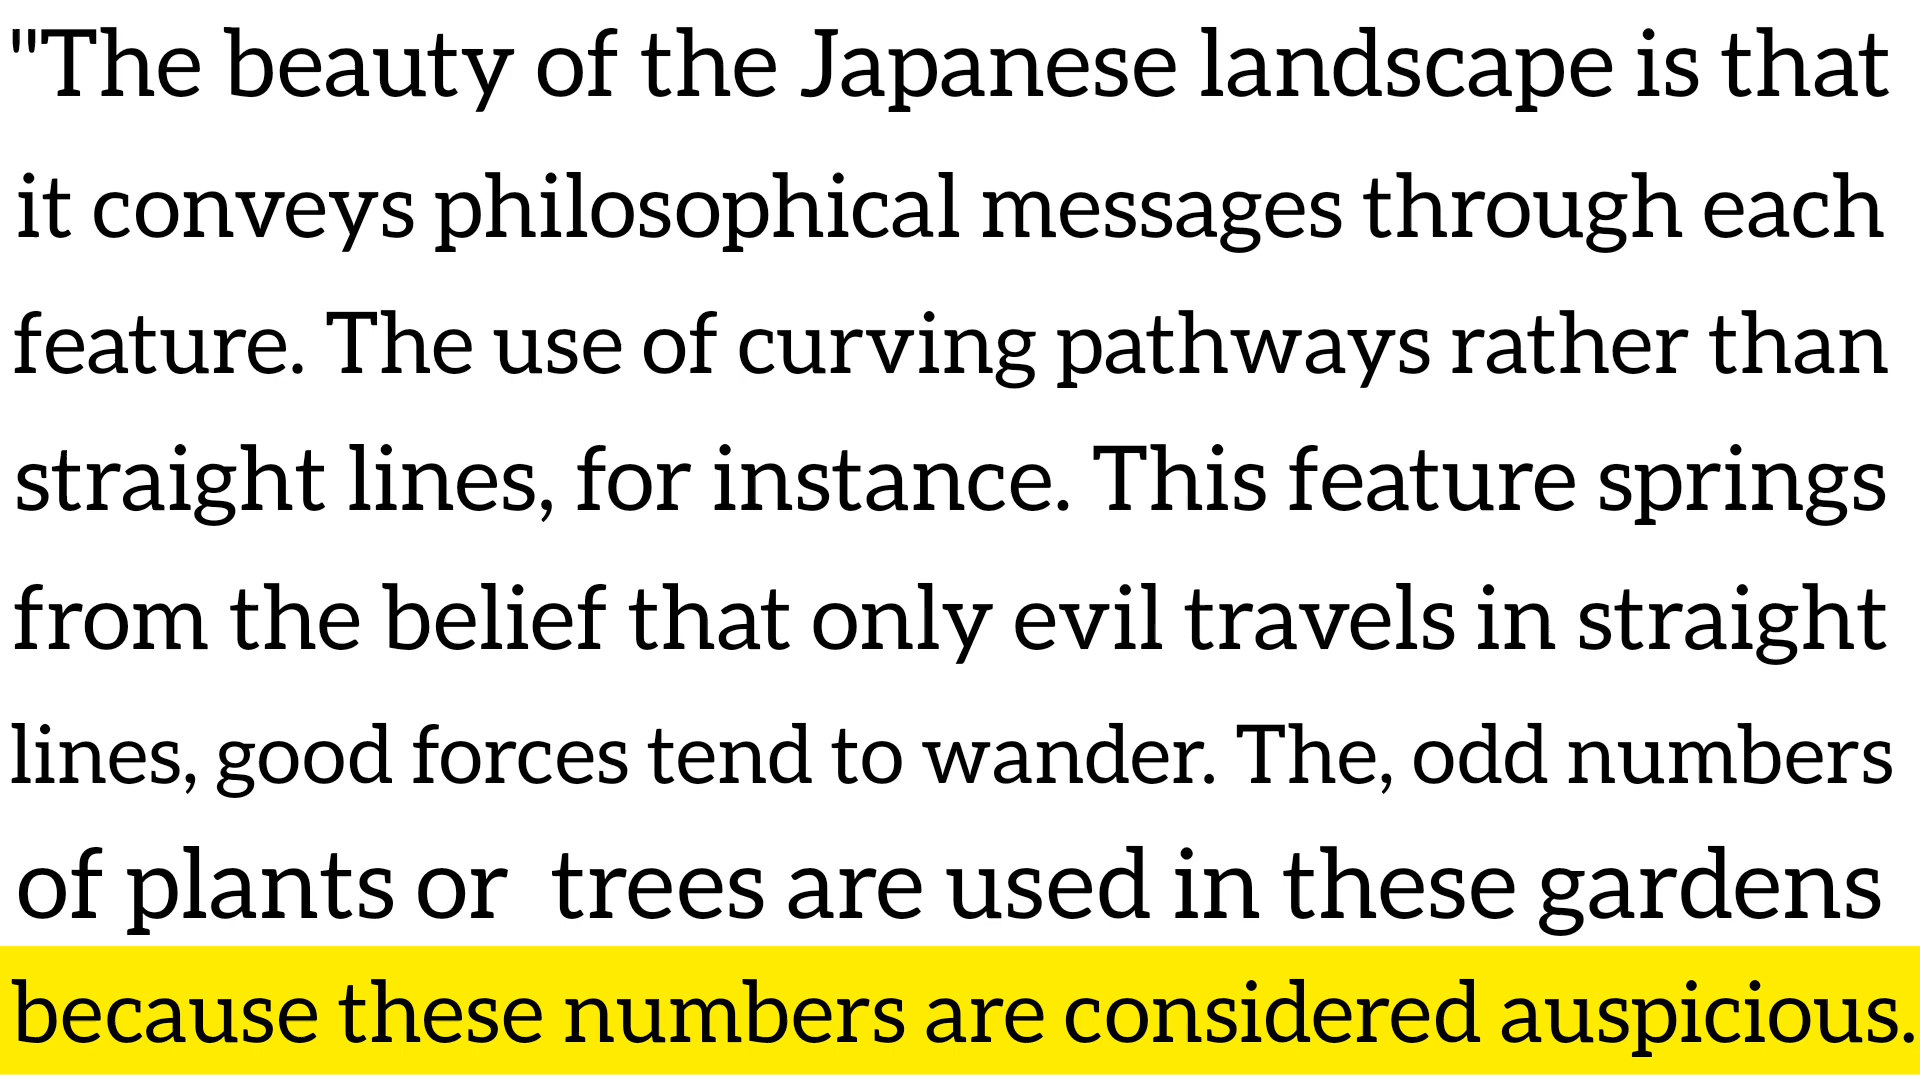 "The beauty of the Japanese landscape is that
it conveys philosophical messages through each
feature. The use of curving pathways rather than
straight lines, for instance. This feature springs
from the belief that only evil travels in straight
lines, good forces tend to wander. The, odd numbers
of plants or  trees are used in these gardens
because these numbers are considered auspicious.